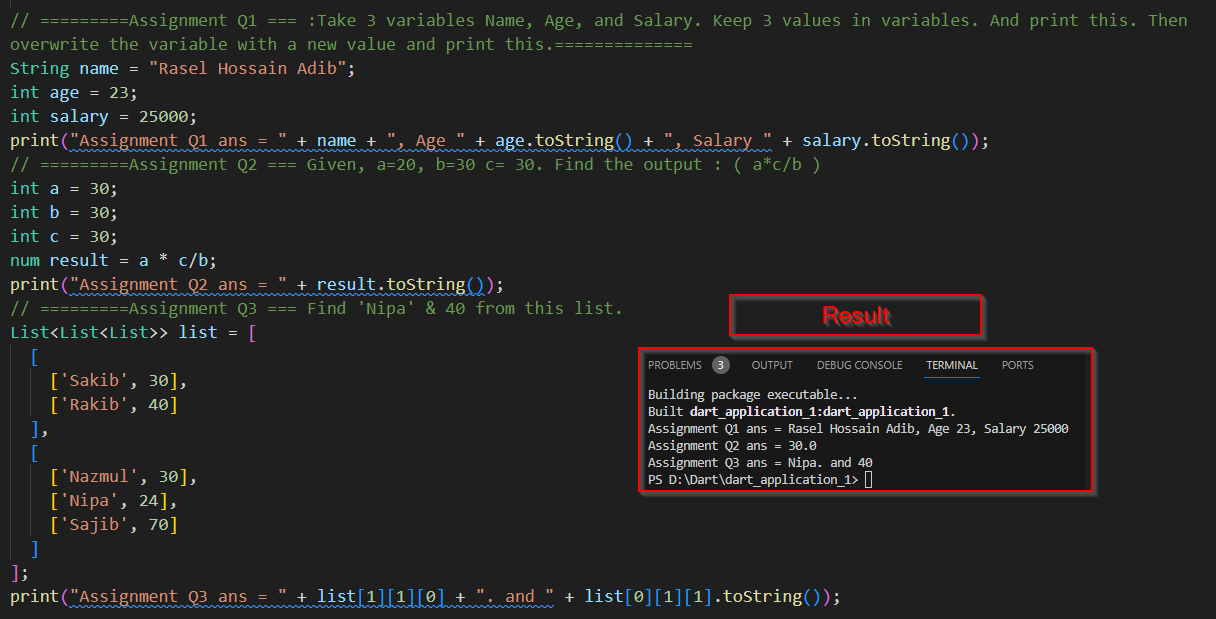 // =========Assignment Q1 === :Take 3 variables Name, Age, and Salary. Keep 3 values in variables. And print this. Then
overwrite the variable with a new value and print this.==============
String name = "Rasel Hossain Adib";
int age = 23;
int salary = 25000;
print("Assignment Q1 ans = " + name + ", Age " + age.toString() + ", Salary " + salary.toString());
// =========Assignment Q2 === Given, a=20, b=30 c= 30. Find the output : ( a*c/b )
int a = 30;
int b = 30;
int c = 30;
num result = a * c/b;
print("Assignment Q2 ans = " + result.toString());
// =========Assignment Q3 === Find 'Nipa' & 40 from this list.
List<List<List>> list = [
[
['Sakib', 30],
['Rakib', 40]
],
[
['Nazmul', 30],
['Nipa', 24],
['Sajib', 70]
]
];
print("Assignment Q3 ans = " + list[1][1][0] + ". and " + list[0][1][1].toString());
Result
PROBLEMS 3 OUTPUT DEBUG CONSOLE TERMINAL PORTS
Building package executable...
Built dart_application_1:dart_application_1.
Assignment Q1 ans = Rasel Hossain Adib, Age 23, Salary 25000
Assignment Q2 ans = 30.0
Assignment Q3 ans = Nipa. and 40
PS D:\Dart\dart_application_1>